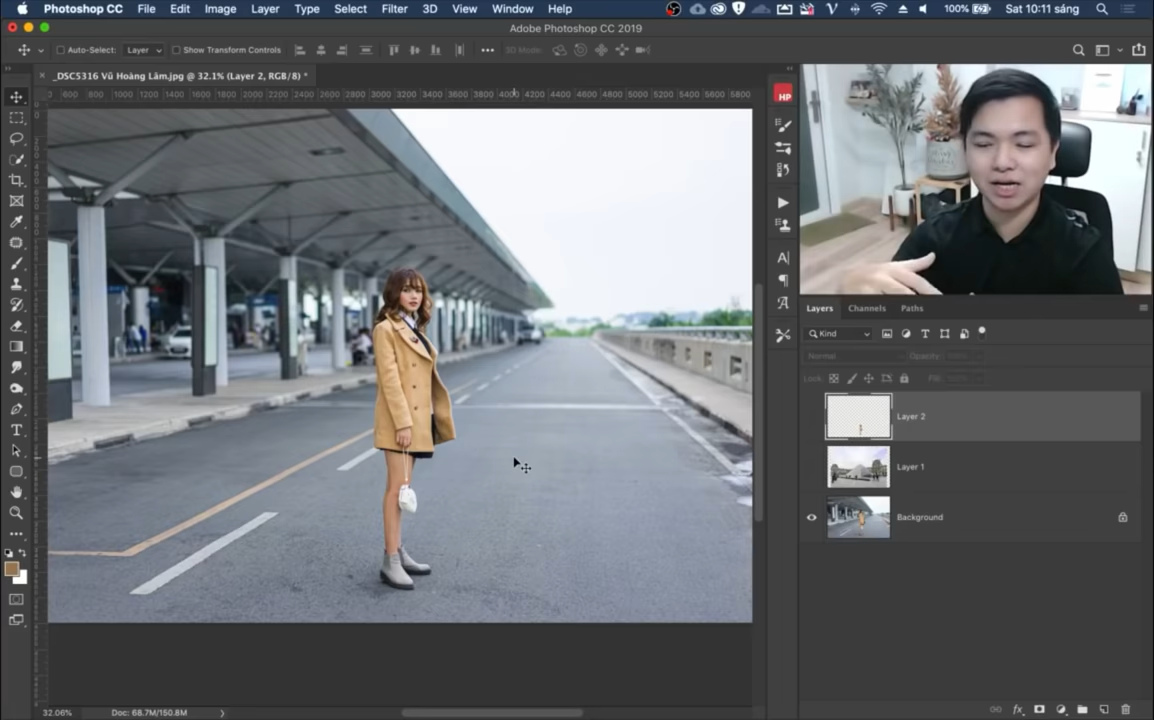 Photoshop CC File Edit Image Layer Type Select Filter 3D View Window Help 100% Sat 10:11 sáng
Adobe Photoshop CC 2019
Auto-Select: Layer Show Transform Controls 3D Mode:
_DSC5316 Vũ Hoàng Lâm.jpg @ 32.1% (Layer 2, RGB/8) *
600 800 1000 1200 1400 1600 1800 2000 2200 2400 2600 2800 3000 3200 3400 3600 3800 4000 4200 4400 4600 4800 5000 5200 5400 5600 5800
HP
Layers Channels Paths
Kind
Normal Opacity: 100%
Lock: Fill: 100%
Layer 2
Layer 1
Background
32.06% Doc: 68.7M/150.8M